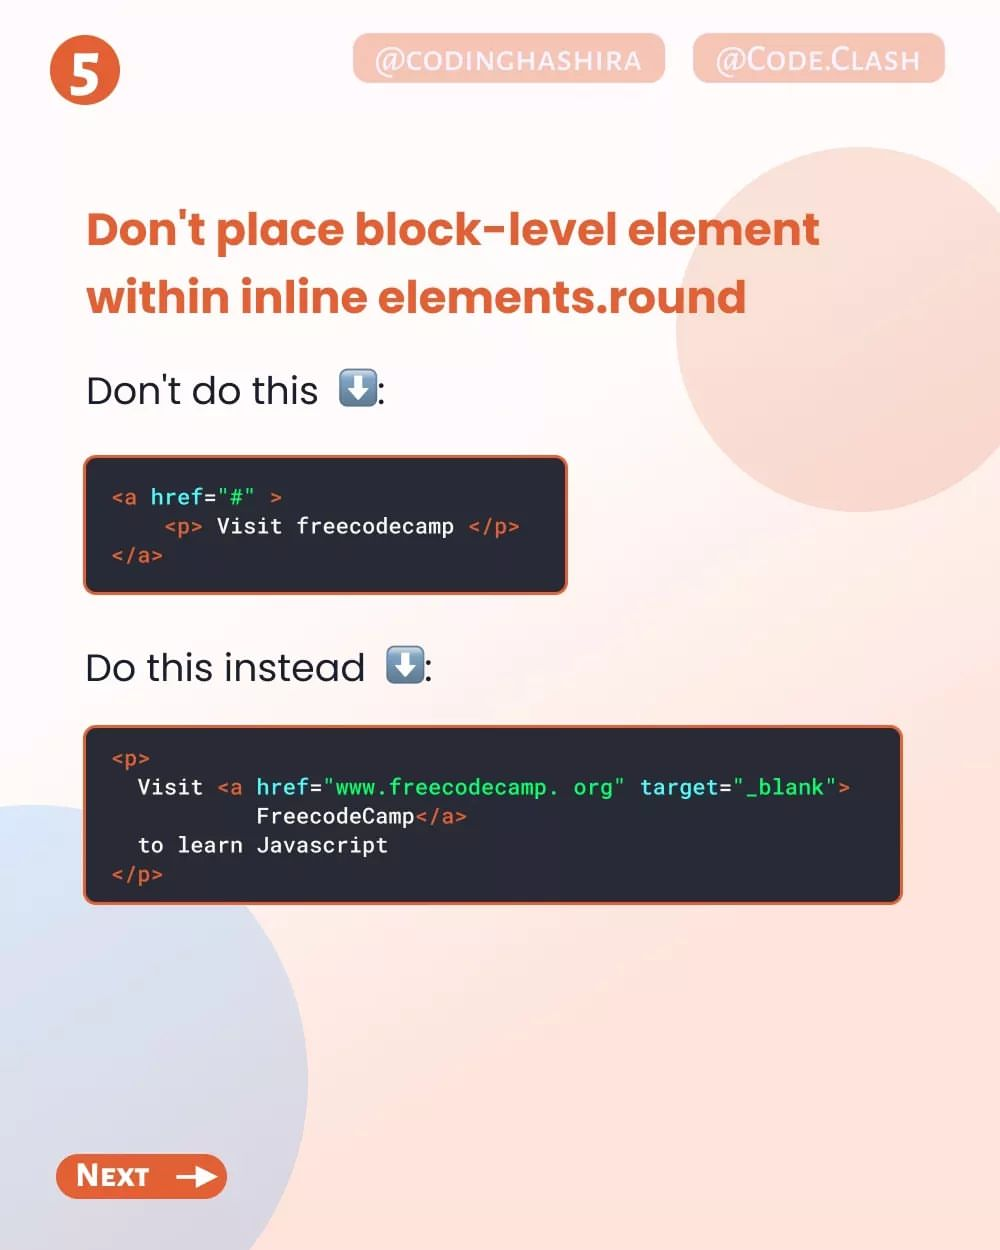 5
@codinghashira @Code.Clash
Don't place block-level element
within inline elements.round
Don't do this ⬇️:
<a href="#" >
<p> Visit freecodecamp </p>
</a>
Do this instead ⬇️:
<p>
Visit <a href="www.freecodecamp. org" target="_blank">
FreecodeCamp</a>
to learn Javascript
</p>
Next →